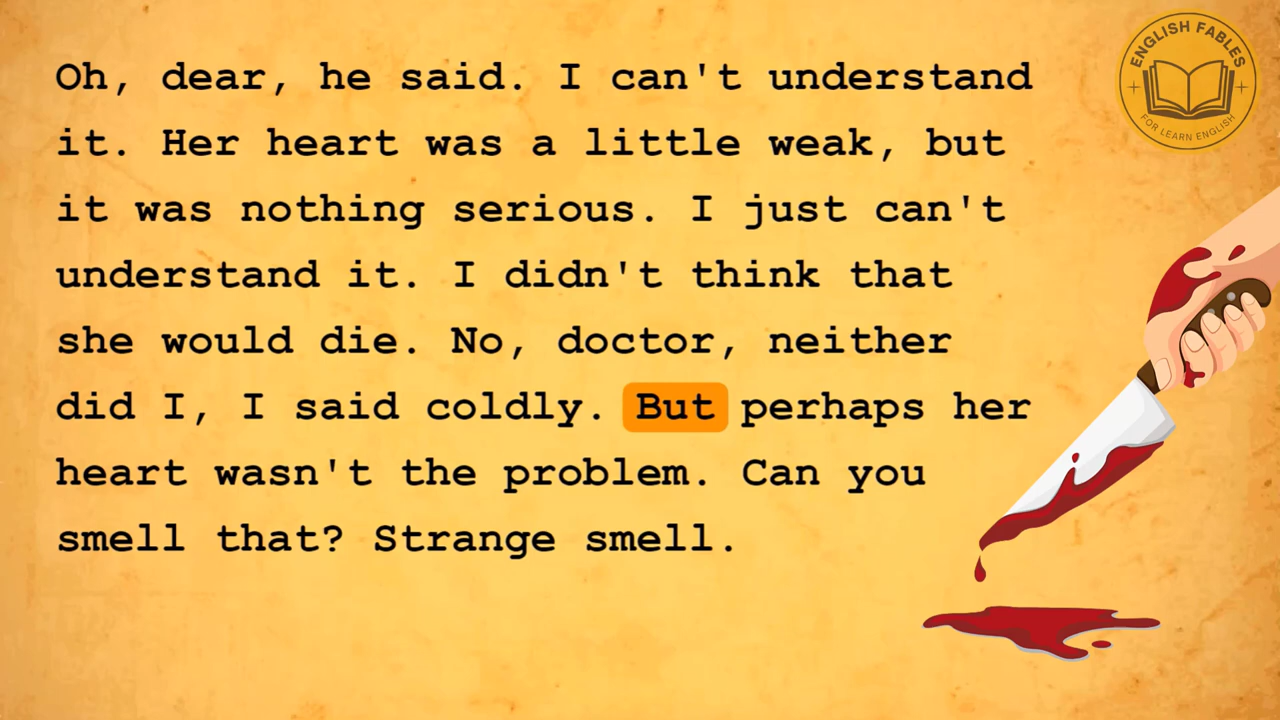 Oh, dear, he said. I can't understand
it. Her heart was a little weak, but
it was nothing serious. I just can't
understand it. I didn't think that
she would die. No, doctor, neither
did I, I said coldly. But perhaps her
heart wasn't the problem. Can you
smell that? Strange smell.
ENGLISH FABLES
FOR LEARN ENGLISH